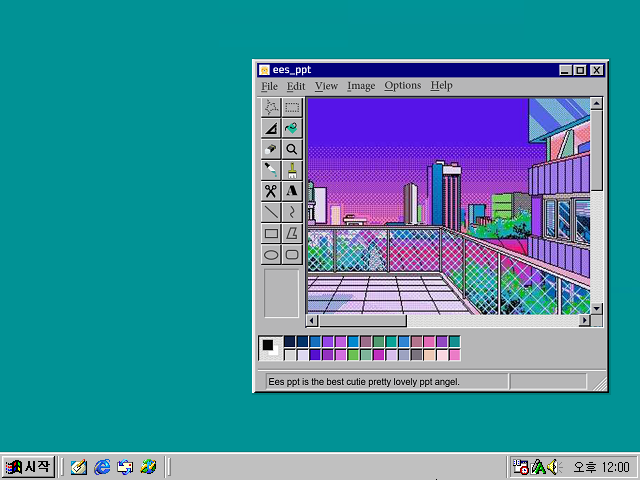 ees_ppt
File Edit View Image Options Help
A
Ees ppt is the best cutie pretty lovely ppt angel.
시작
오후 12:00